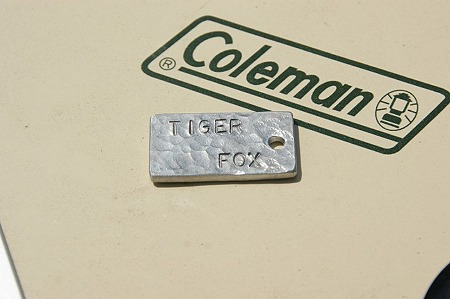 Coleman
®
TIGER
FOX